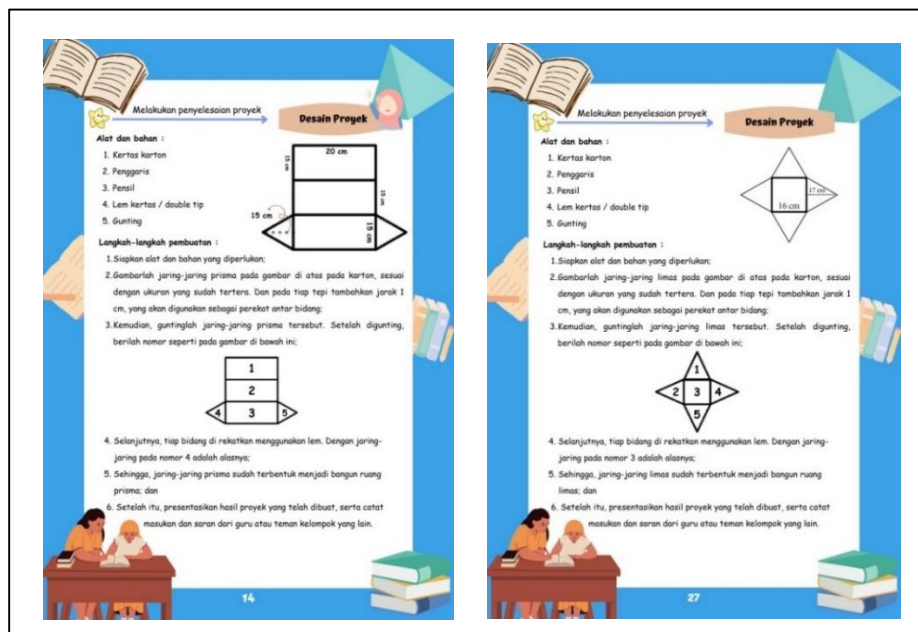 Melakukan penyelesaian proyek
Desain Proyek
Alat dan bahan :
1. Kertas karton
2. Penggaris
3. Pensil
4. Lem kertas / double tip
5. Gunting
20 cm
15 cm
15 cm
15 cm
15 cm
Langkah-langkah pembuatan :
1.Siapkan alat dan bahan yang diperlukan;
2.Gambarlah jaring-jaring prisma pada gambar di atas pada karton, sesuai
dengan ukuran yang sudah tertera. Dan pada tiap tepi tambahkan jarak 1
cm, yang akan digunakan sebagai perekat antar bidang;
3.Kemudian, guntinglah jaring-jaring prisma tersebut. Setelah digunting,
berilah nomor seperti pada gambar di bawah ini;
1
2
4 3 5
4. Selanjutnya, tiap bidang di rekatkan menggunakan lem. Dengan jaring-
jaring pada nomor 4 adalah alasnya;
5. Sehingga, jaring-jaring prisma sudah terbentuk menjadi bangun ruang
prisma; dan
6. Setelah itu, presentasikan hasil proyek yang telah dibuat, serta catat
masukan dan saran dari guru atau teman kelompok yang lain.
14
Melakukan penyelesaian proyek
Desain Proyek
Alat dan bahan :
1. Kertas karton
2. Penggaris
3. Pensil
4. Lem kertas / double tip
5. Gunting
17 cm
16 cm
Langkah-langkah pembuatan :
1.Siapkan alat dan bahan yang diperlukan;
2.Gambarlah jaring-jaring limas pada gambar di atas pada karton, sesuai
dengan ukuran yang sudah tertera. Dan pada tiap tepi tambahkan jarak 1
cm, yang akan digunakan sebagai perekat antar bidang;
3.Kemudian, guntinglah jaring-jaring limas tersebut. Setelah digunting,
berilah nomor seperti pada gambar di bawah ini;
1
2 3 4
5
4. Selanjutnya, tiap bidang di rekatkan menggunakan lem. Dengan jaring-
jaring pada nomor 3 adalah alasnya;
5. Sehingga, jaring-jaring limas sudah terbentuk menjadi bangun ruang
limas; dan
6. Setelah itu, presentasikan hasil proyek yang telah dibuat, serta catat
masukan dan saran dari guru atau teman kelompok yang lain.
27